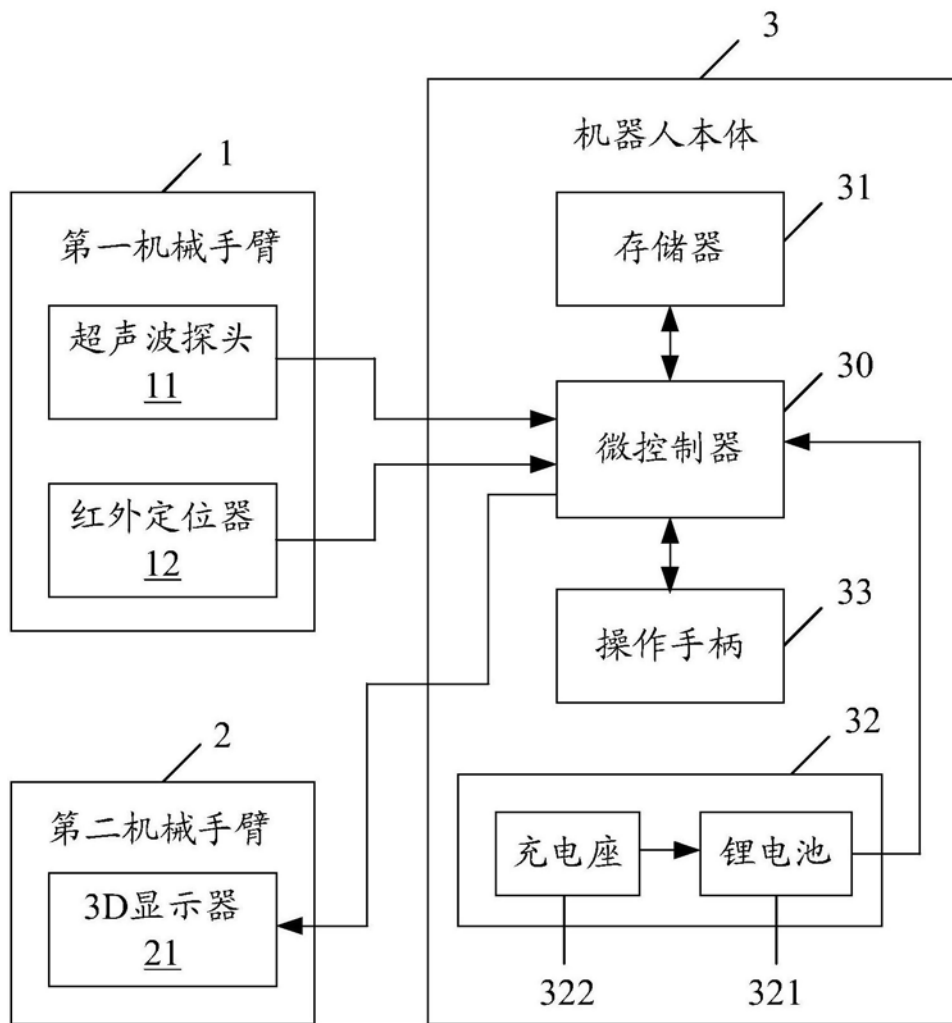 3
机器人本体
31
存储器
30
微控制器
33
操作手柄
32
充电座
锂电池
322
321
1
第一机械手臂
超声波探头
11
红外定位器
12
2
第二机械手臂
3D显示器
21